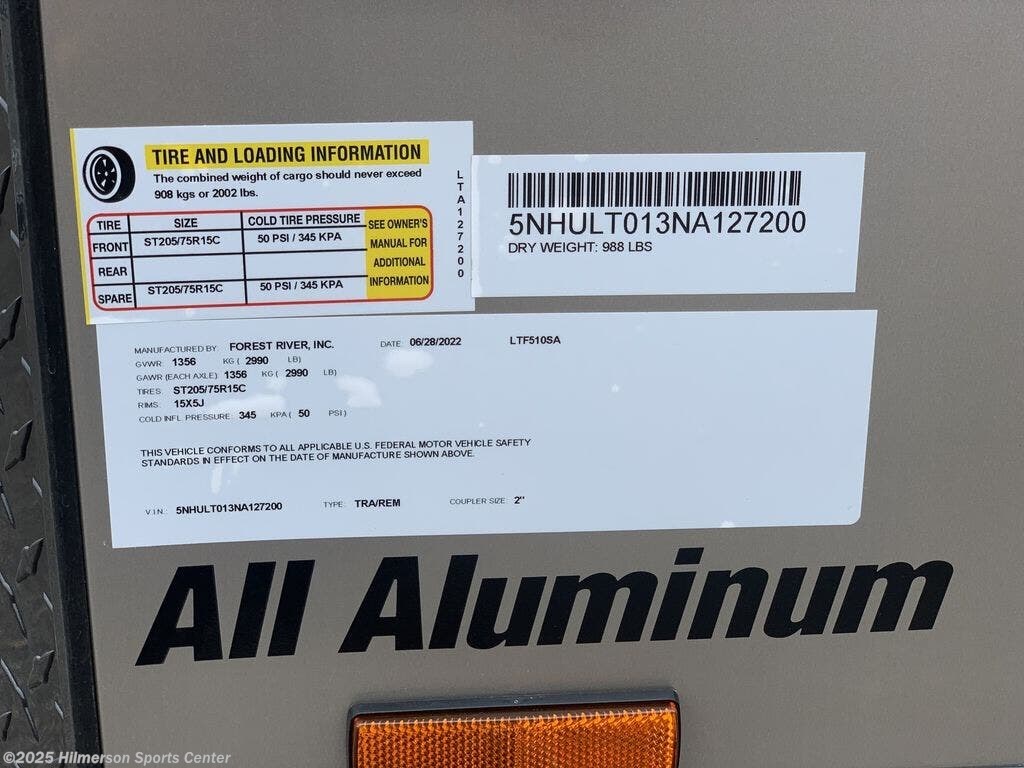 TIRE AND LOADING INFORMATION
The combined weight of cargo should never exceed
908 kgs or 2002 lbs.
TIRE SIZE COLD TIRE PRESSURE SEE OWNER'S MANUAL FOR ADDITIONAL INFORMATION
FRONT ST205/75R15C 50 PSI / 345 KPA
REAR
SPARE ST205/75R15C 50 PSI / 345 KPA
LTA127200
5NHULT013NA127200
DRY WEIGHT: 988 LBS
MANUFACTURED BY: FOREST RIVER, INC. DATE: 06/28/2022 LTF510SA
GVWR: 1356 KG ( 2990 LB)
GAWR (EACH AXLE): 1356 KG ( 2990 LB)
TIRES: ST205/75R15C
RIMS: 15X5J
COLD INFL. PRESSURE: 345 KPA ( 50 PSI )
THIS VEHICLE CONFORMS TO ALL APPLICABLE U.S. FEDERAL MOTOR VEHICLE SAFETY
STANDARDS IN EFFECT ON THE DATE OF MANUFACTURE SHOWN ABOVE.
V.I.N.: 5NHULT013NA127200 TYPE: TRA/REM COUPLER SIZE: 2"
All Aluminum
©2025 Hilmerson Sports Center